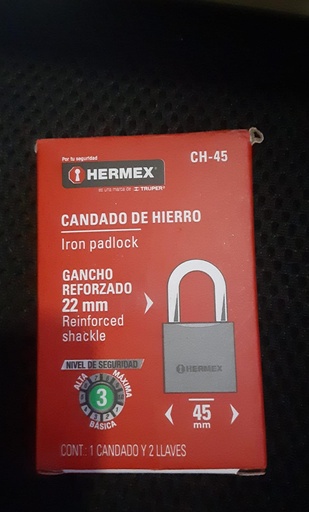 Por tu seguridad
HERMEX®
es una marca de TRUPER®
CH-45
CANDADO DE HIERRO
Iron padlock
GANCHO
REFORZADO
22 mm
Reinforced
shackle
HERMEX
NIVEL DE SEGURIDAD
ALTA
MÁXIMA
3
BÁSICA
45
mm
CONT: 1 CANDADO Y 2 LLAVES